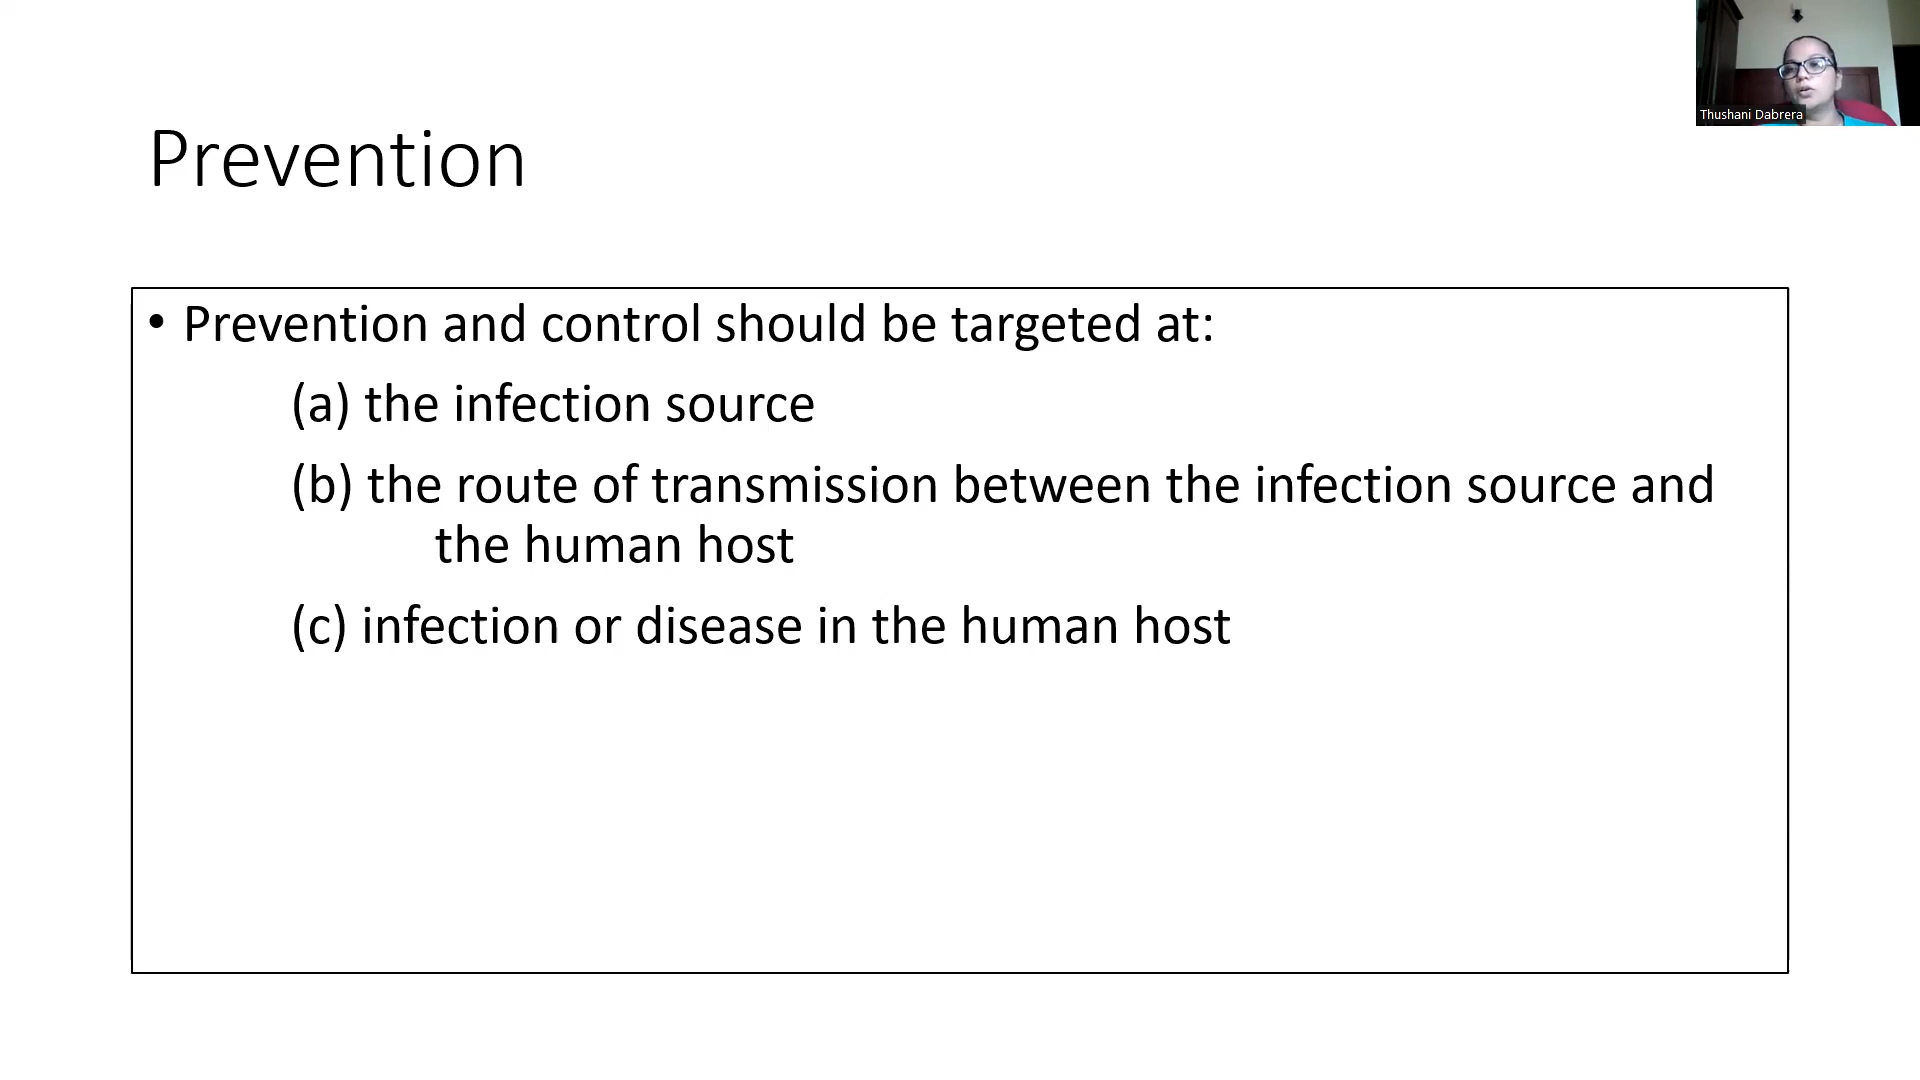 Thushani Dabrera
Prevention
• Prevention and control should be targeted at:
(a) the infection source
(b) the route of transmission between the infection source and
the human host
(c) infection or disease in the human host